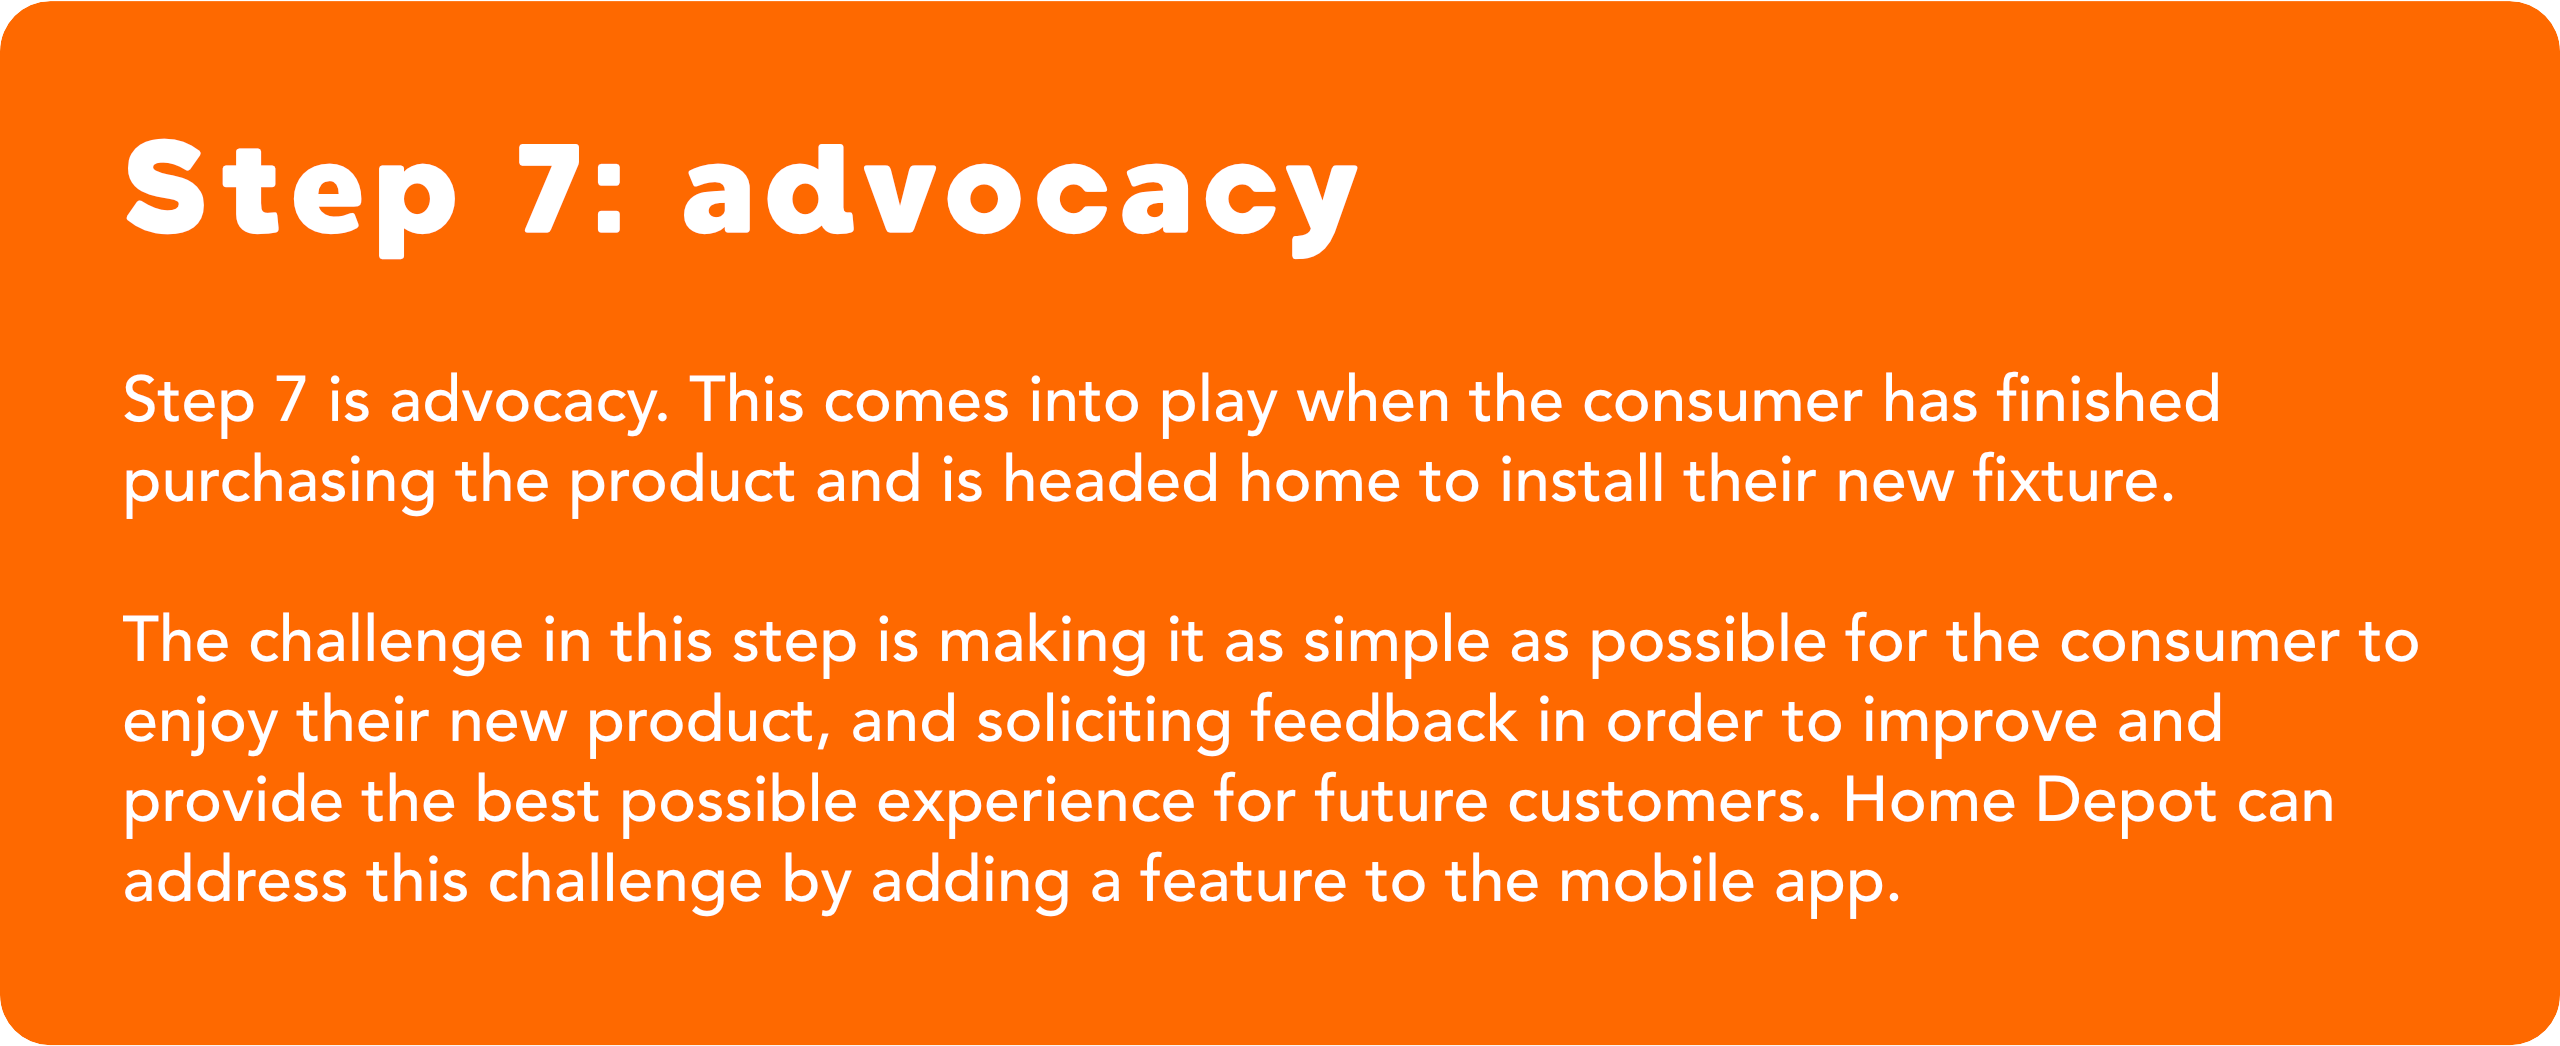 Step 7: advocacy
Step 7 is advocacy. This comes into play when the consumer has finished
purchasing the product and is headed home to install their new fixture.
The challenge in this step is making it as simple as possible for the consumer to
enjoy their new product, and soliciting feedback in order to improve and
provide the best possible experience for future customers. Home Depot can
address this challenge by adding a feature to the mobile app.